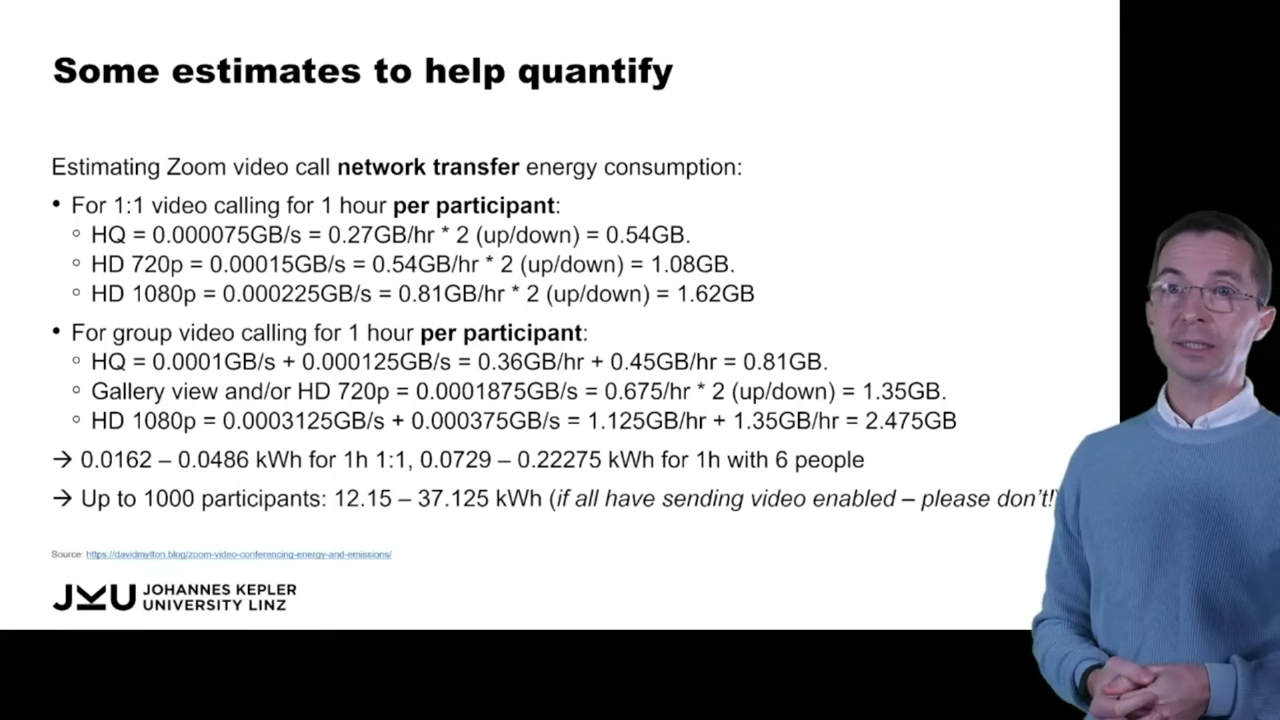 Some estimates to help quantify
Estimating Zoom video call network transfer energy consumption:
• For 1:1 video calling for 1 hour per participant:
◦ HQ = 0.000075GB/s = 0.27GB/hr * 2 (up/down) = 0.54GB.
◦ HD 720p = 0.00015GB/s = 0.54GB/hr * 2 (up/down) = 1.08GB.
◦ HD 1080p = 0.000225GB/s = 0.81GB/hr * 2 (up/down) = 1.62GB
• For group video calling for 1 hour per participant:
◦ HQ = 0.0001GB/s + 0.000125GB/s = 0.36GB/hr + 0.45GB/hr = 0.81GB.
◦ Gallery view and/or HD 720p = 0.0001875GB/s = 0.675/hr * 2 (up/down) = 1.35GB.
◦ HD 1080p = 0.0003125GB/s + 0.000375GB/s = 1.125GB/hr + 1.35GB/hr = 2.475GB
→ 0.0162 – 0.0486 kWh for 1h 1:1, 0.0729 – 0.22275 kWh for 1h with 6 people
→ Up to 1000 participants: 12.15 – 37.125 kWh (if all have sending video enabled – please don't!)
Source: https://davidmytton.blog/zoom-video-conferencing-energy-and-emissions/
JKU JOHANNES KEPLER
UNIVERSITY LINZ